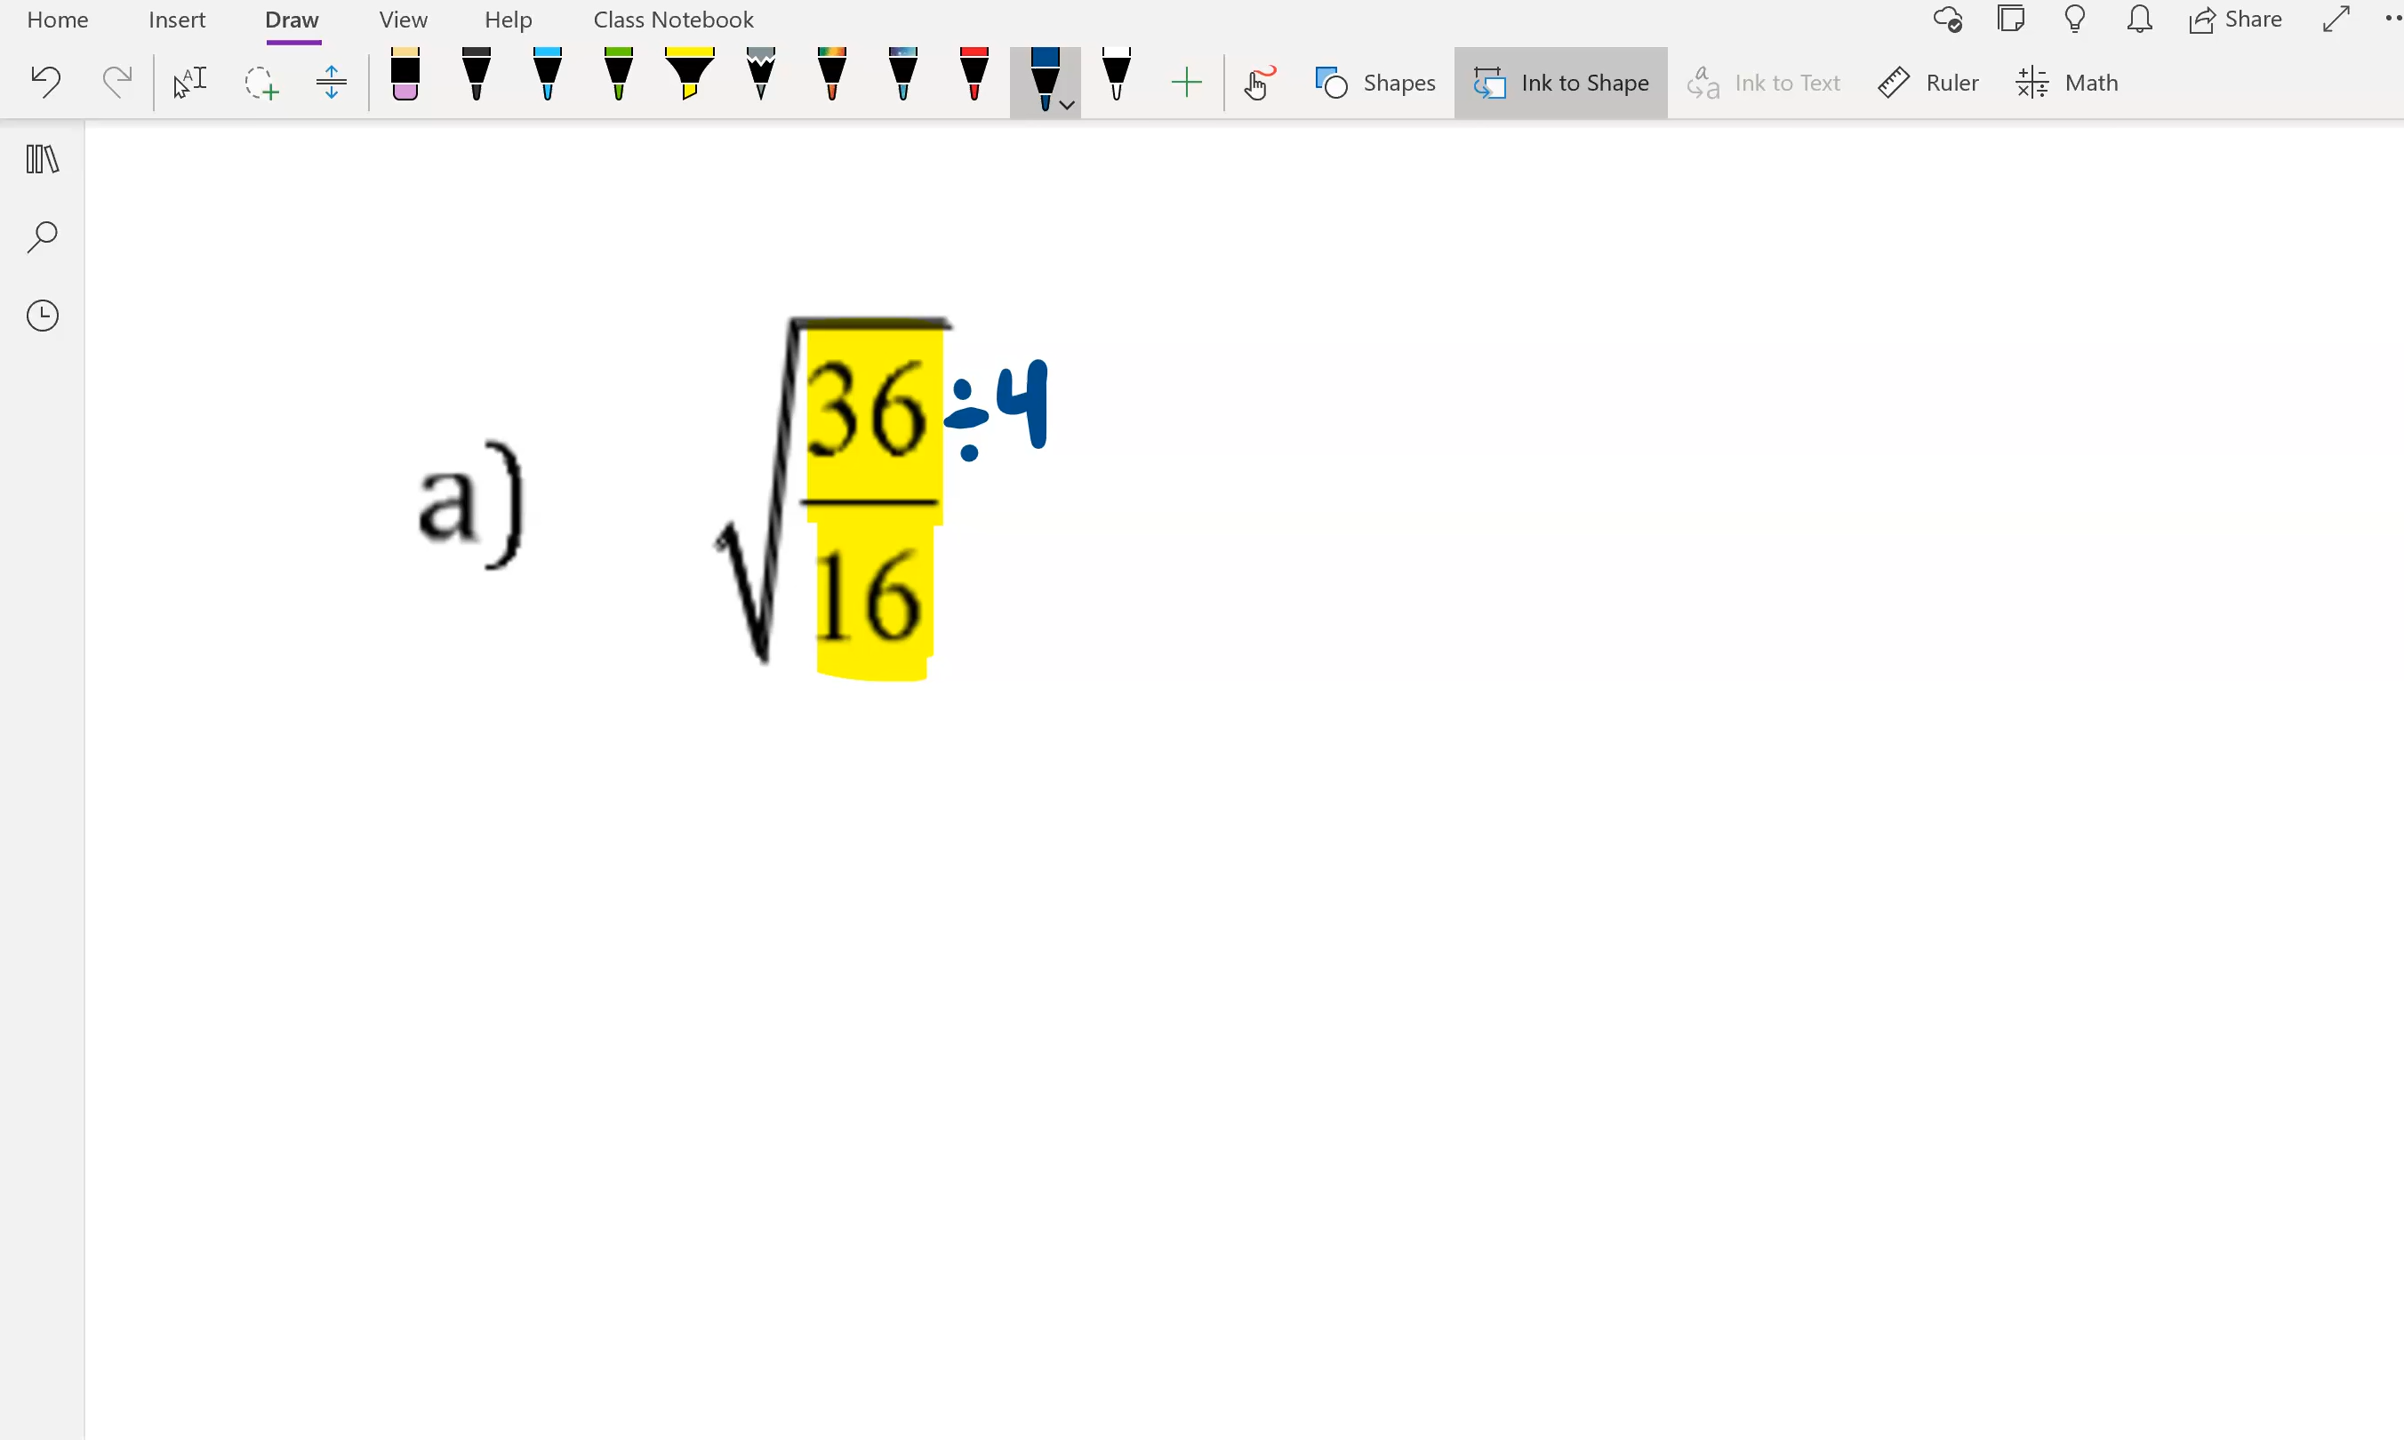 Home Insert Draw View Help Class Notebook Share
Shapes Ink to Shape Ink to Text Ruler Math
a) √
36 ÷4
16